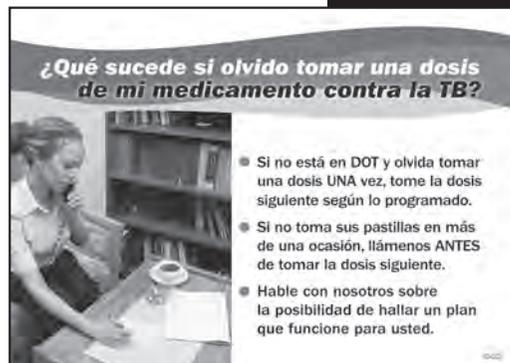 ¿Qué sucede si olvido tomar una dosis
de mi medicamento contra la TB?
Si no está en DOT y olvida tomar
una dosis UNA vez, tome la dosis
siguiente según lo programado.
Si no toma sus pastillas en más
de una ocasión, llámenos ANTES
de tomar la dosis siguiente.
Hable con nosotros sobre
la posibilidad de hallar un plan
que funcione para usted.